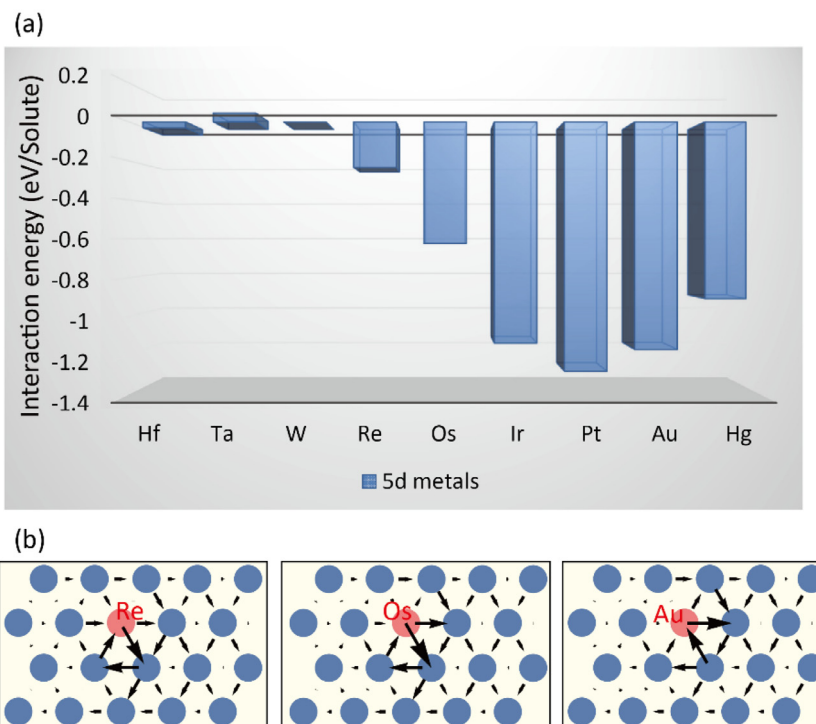 (a)
0.2
0
-0.2
-0.4
-0.6
-0.8
-1
-1.2
-1.4
Interaction energy (eV/Solute)
Hf Ta W Re Os Ir Pt Au Hg
5d metals
(b)
Re Os Au